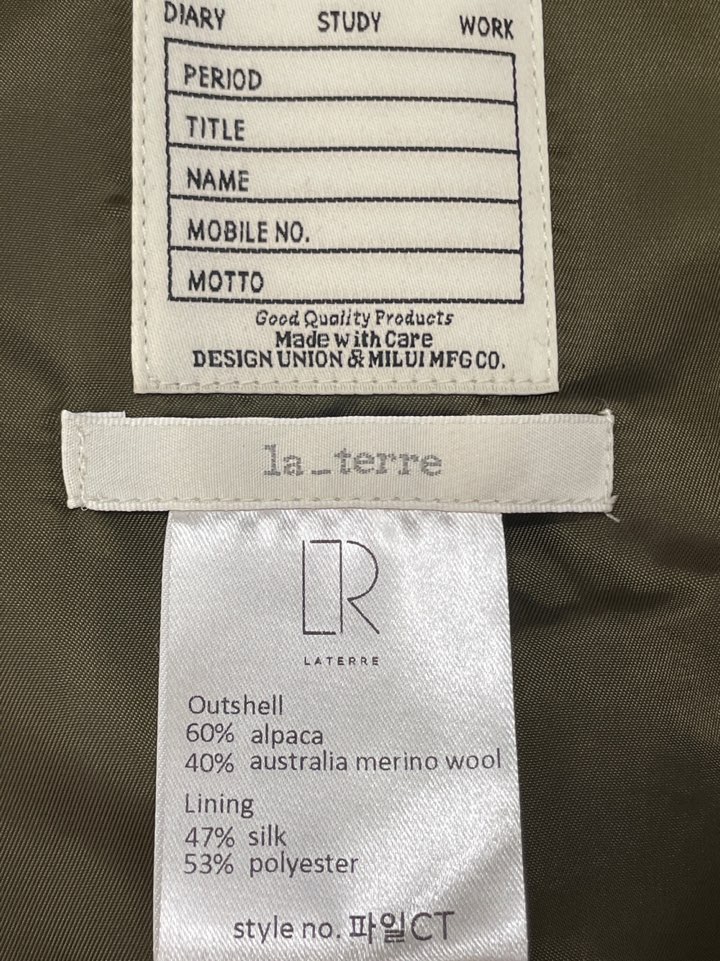 DIARY STUDY WORK
PERIOD
TITLE
NAME
MOBILE NO.
MOTTO
Good Quality Products
Made with Care
DESIGN UNION & MILUI MFG CO.
la_terre
LR
LATERRE
Outshell
60% alpaca
40% australia merino wool
Lining
47% silk
53% polyester
style no. 파일CT